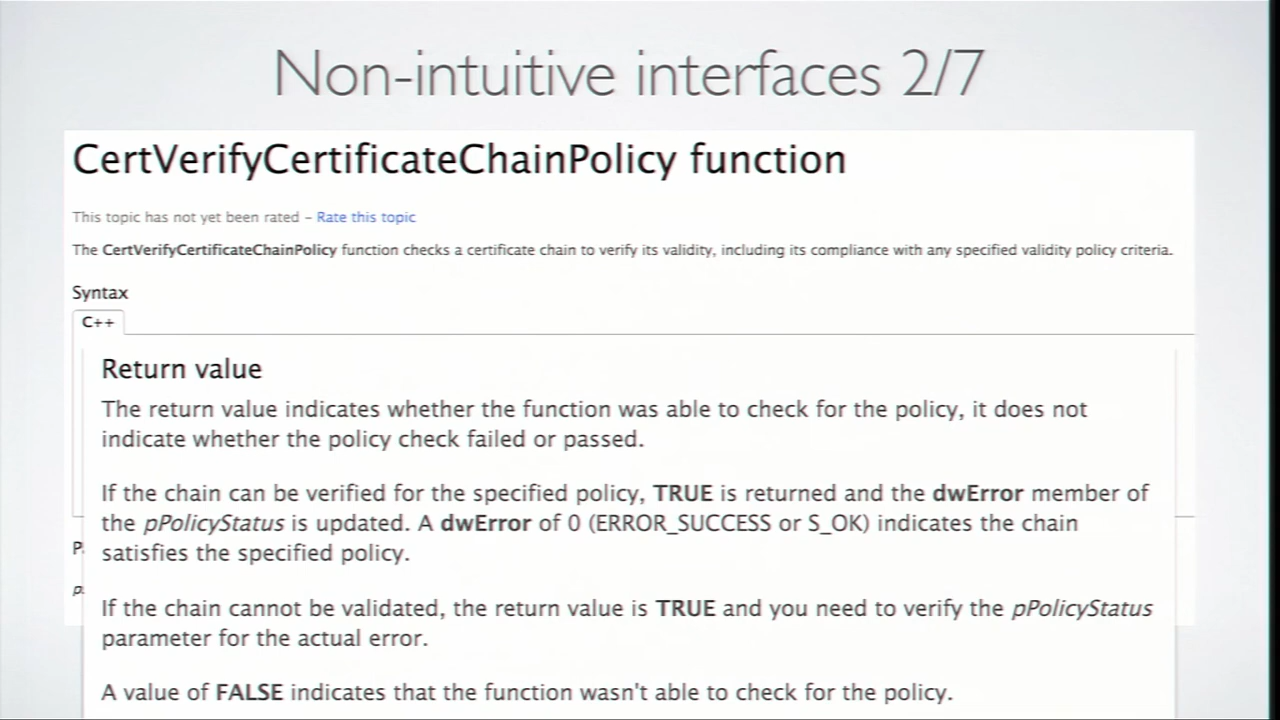 Non-intuitive interfaces 2/7
CertVerifyCertificateChainPolicy function
This topic has not yet been rated – Rate this topic
The CertVerifyCertificateChainPolicy function checks a certificate chain to verify its validity, including its compliance with any specified validity policy criteria.
Syntax
C++
Return value
The return value indicates whether the function was able to check for the policy, it does not
indicate whether the policy check failed or passed.
If the chain can be verified for the specified policy, TRUE is returned and the dwError member of
the pPolicyStatus is updated. A dwError of 0 (ERROR_SUCCESS or S_OK) indicates the chain
satisfies the specified policy.
If the chain cannot be validated, the return value is TRUE and you need to verify the pPolicyStatus
parameter for the actual error.
A value of FALSE indicates that the function wasn't able to check for the policy.